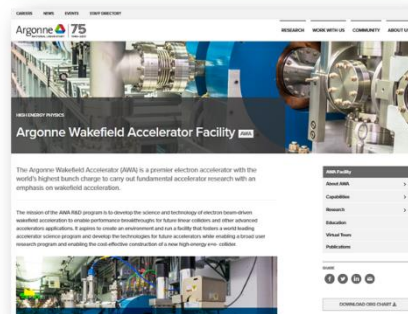 CAREERS NEWS EVENTS STAFF DIRECTORY
Argonne 75
NATIONAL LABORATORY
RESEARCH WORK WITH US COMMUNITY ABOUT US
HIGH ENERGY PHYSICS
Argonne Wakefield Accelerator Facility AWA
The Argonne Wakefield Accelerator (AWA) is a premier electron accelerator with the
world's highest bunch charge to carry out fundamental accelerator research with an
emphasis on wakefield acceleration.
The mission of the AWA R&D program is to develop the science and technology of electron beam-driven
wakefield acceleration to enable performance breakthroughs for future linear colliders and other advanced
accelerators applications. It aspires to create an environment and run a facility that fosters a world leading
accelerator science program and develop the technologies for future accelerators while enabling a broad user
research program and enabling the cost-effective construction of a new high-energy e+e- collider.
AWA Facility
About AWA
Capabilities
Research
Education
Virtual Tours
Publications
SHARE
DOWNLOAD ORG CHART